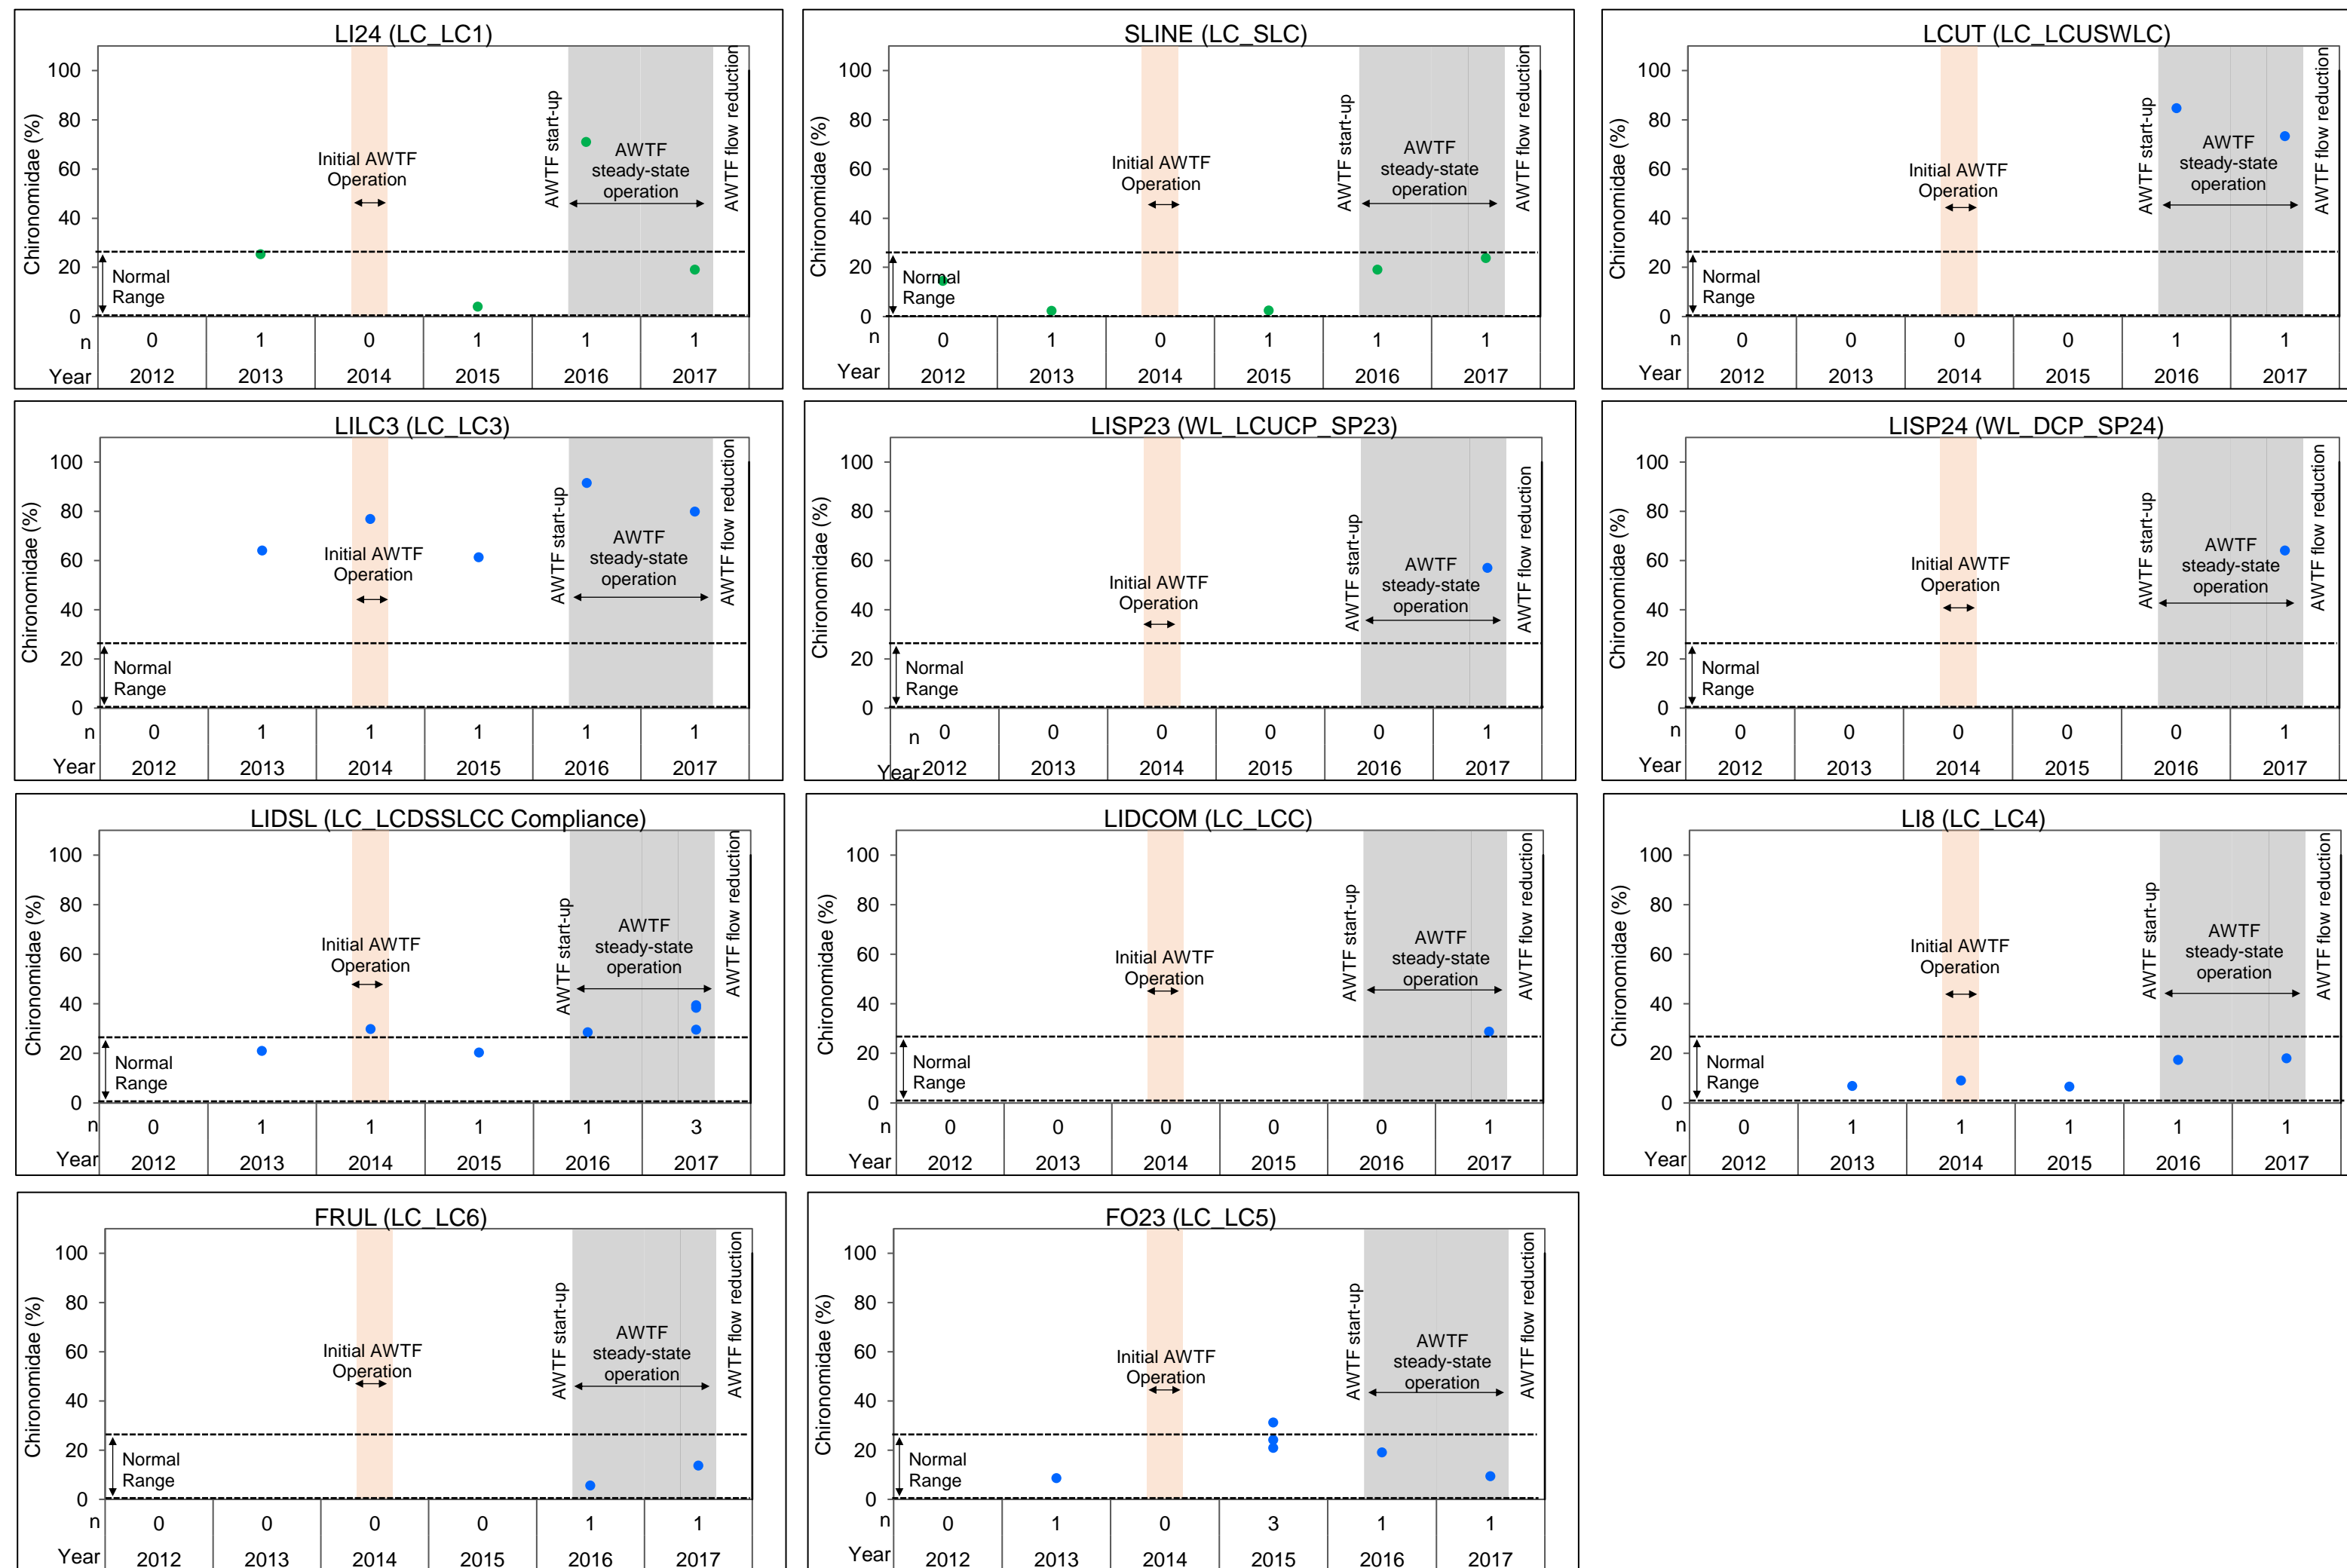 LI24 (LC_LC1)
Chironomidae (%)
100
80
60
40
20
0
Initial AWTF
Operation
AWTF start-up
AWTF
steady-state
operation
AWTF flow reduction
Normal
Range
n 0 1 0 1 1 1
Year 2012 2013 2014 2015 2016 2017
SLINE (LC_SLC)
Chironomidae (%)
100
80
60
40
20
0
Initial AWTF
Operation
AWTF start-up
AWTF
steady-state
operation
AWTF flow reduction
Normal
Range
n 0 1 0 1 1 1
Year 2012 2013 2014 2015 2016 2017
LCUT (LC_LCUSWLC)
Chironomidae (%)
100
80
60
40
20
0
Initial AWTF
Operation
AWTF start-up
AWTF
steady-state
operation
AWTF flow reduction
Normal
Range
n 0 0 0 0 1 1
Year 2012 2013 2014 2015 2016 2017
LILC3 (LC_LC3)
Chironomidae (%)
100
80
60
40
20
0
Initial AWTF
Operation
AWTF start-up
AWTF
steady-state
operation
AWTF flow reduction
Normal
Range
n 0 1 1 1 1 1
Year 2012 2013 2014 2015 2016 2017
LISP23 (WL_LCUCP_SP23)
Chironomidae (%)
100
80
60
40
20
0
Initial AWTF
Operation
AWTF start-up
AWTF
steady-state
operation
AWTF flow reduction
Normal
Range
n 0 0 0 0 0 1
Year 2012 2013 2014 2015 2016 2017
LISP24 (WL_DCP_SP24)
Chironomidae (%)
100
80
60
40
20
0
Initial AWTF
Operation
AWTF start-up
AWTF
steady-state
operation
AWTF flow reduction
Normal
Range
n 0 0 0 0 0 1
Year 2012 2013 2014 2015 2016 2017
LIDSL (LC_LCDSSLCC Compliance)
Chironomidae (%)
100
80
60
40
20
0
Initial AWTF
Operation
AWTF start-up
AWTF
steady-state
operation
AWTF flow reduction
Normal
Range
n 0 1 1 1 1 3
Year 2012 2013 2014 2015 2016 2017
LIDCOM (LC_LCC)
Chironomidae (%)
100
80
60
40
20
0
Initial AWTF
Operation
AWTF start-up
AWTF
steady-state
operation
AWTF flow reduction
Normal
Range
n 0 0 0 0 0 1
Year 2012 2013 2014 2015 2016 2017
LI8 (LC_LC4)
Chironomidae (%)
100
80
60
40
20
0
Initial AWTF
Operation
AWTF start-up
AWTF
steady-state
operation
AWTF flow reduction
Normal
Range
n 0 1 1 1 1 1
Year 2012 2013 2014 2015 2016 2017
FRUL (LC_LC6)
Chironomidae (%)
100
80
60
40
20
0
Initial AWTF
Operation
AWTF start-up
AWTF
steady-state
operation
AWTF flow reduction
Normal
Range
n 0 0 0 0 1 1
Year 2012 2013 2014 2015 2016 2017
FO23 (LC_LC5)
Chironomidae (%)
100
80
60
40
20
0
Initial AWTF
Operation
AWTF start-up
AWTF
steady-state
operation
AWTF flow reduction
Normal
Range
n 0 1 0 3 1 1
Year 2012 2013 2014 2015 2016 2017